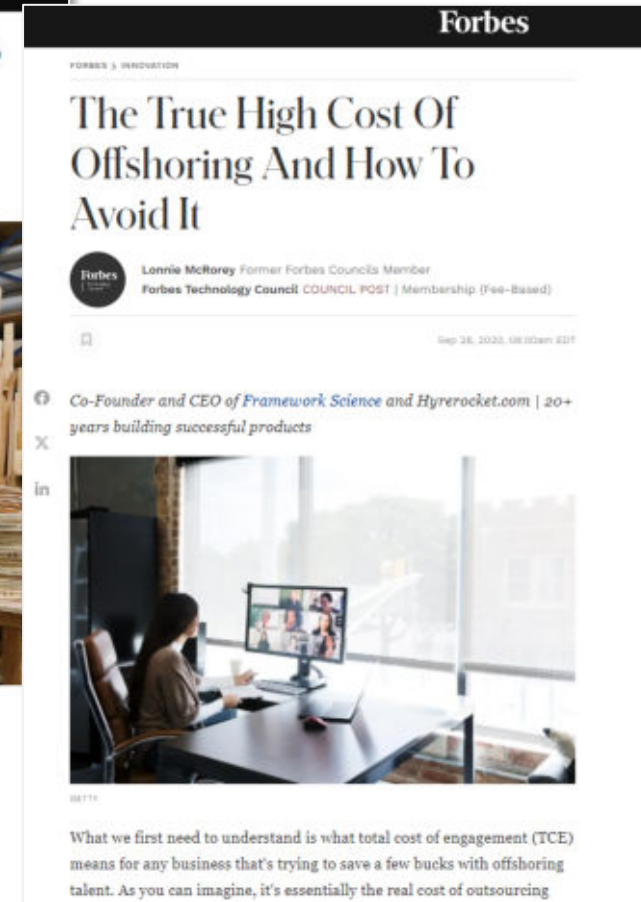 Forbes
FORBES > INNOVATION
The True High Cost Of
Offshoring And How To
Avoid It
Forbes
Lonnie McRorey Former Forbes Councils Member
Forbes Technology Council COUNCIL POST | Membership (Fee-Based)
Sep 28, 2020, 08:00am EDT
Co-Founder and CEO of Framework Science and Hyrerocket.com | 20+
years building successful products
GETTY
What we first need to understand is what total cost of engagement (TCE)
means for any business that's trying to save a few bucks with offshoring
talent. As you can imagine, it's essentially the real cost of outsourcing